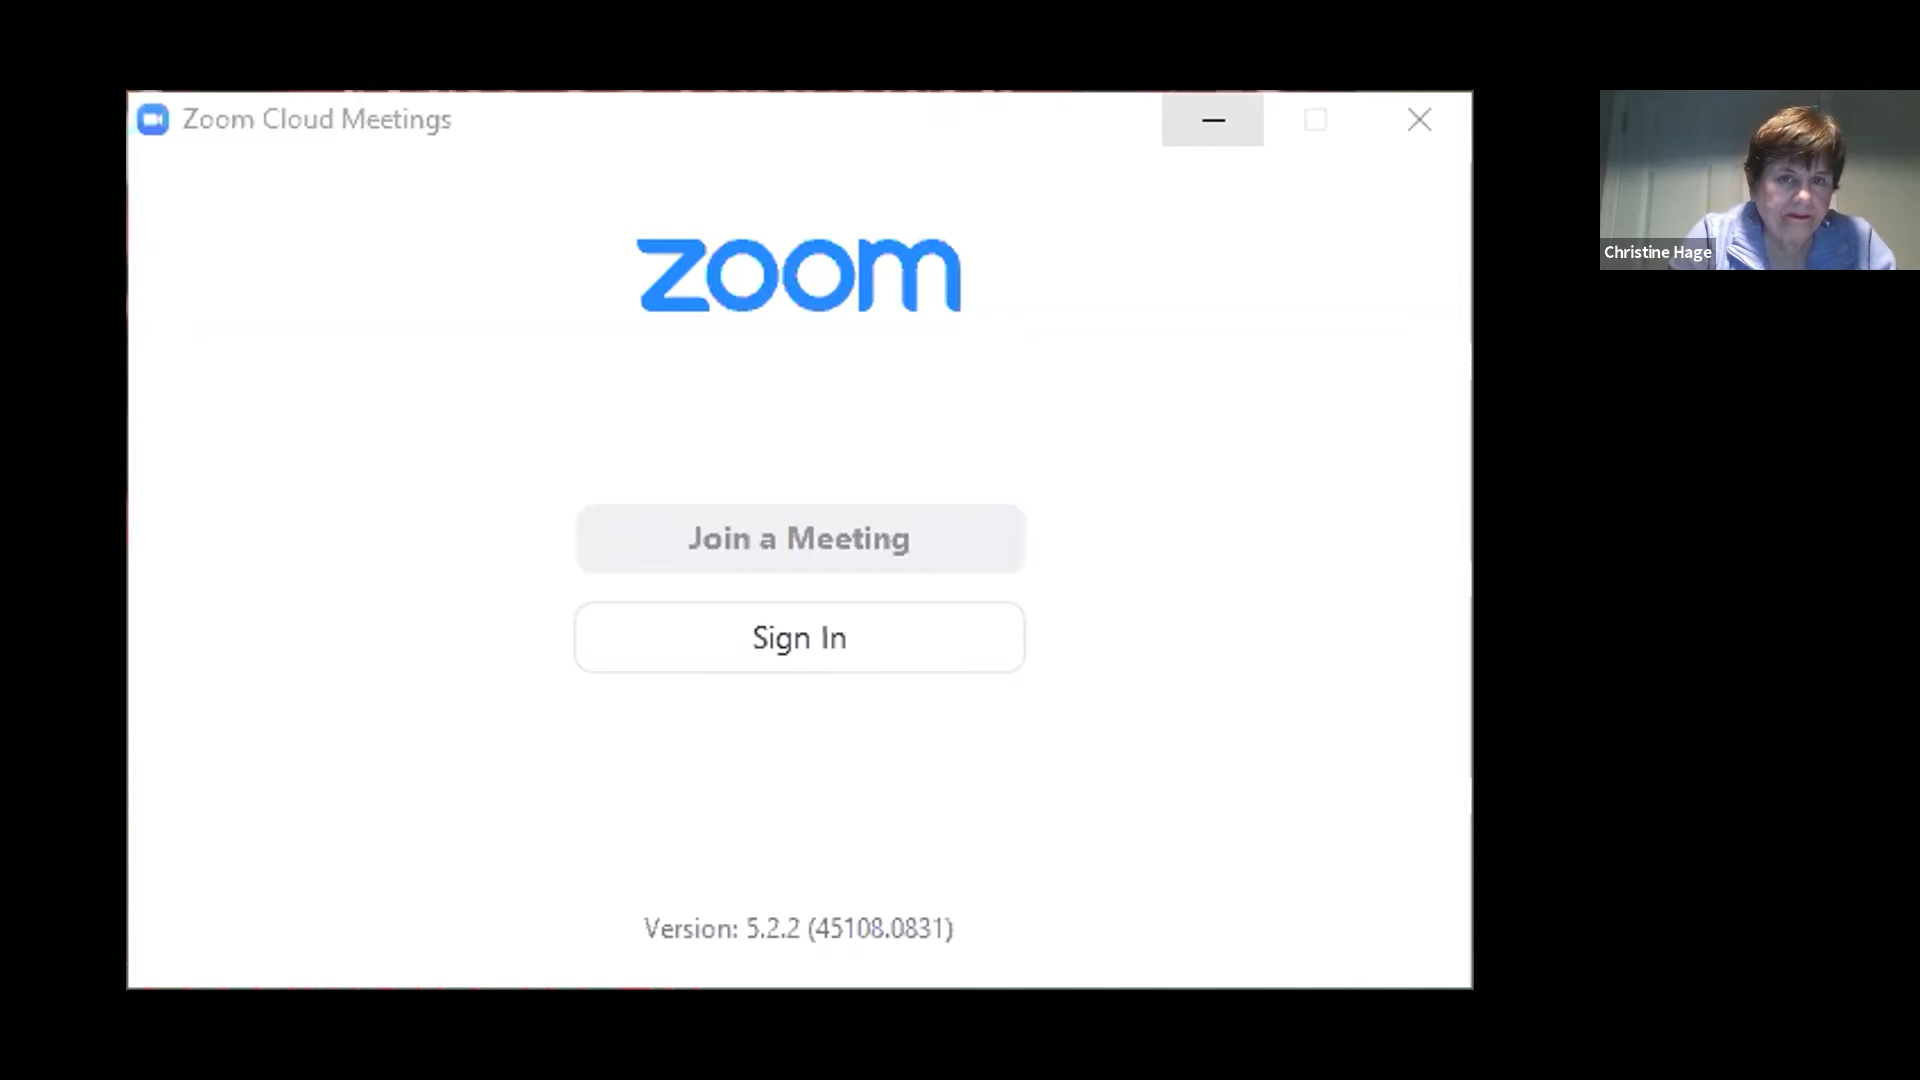 Zoom Cloud Meetings
zoom
Join a Meeting
Sign In
Version: 5.2.2 (45108.0831)
Christine Hage